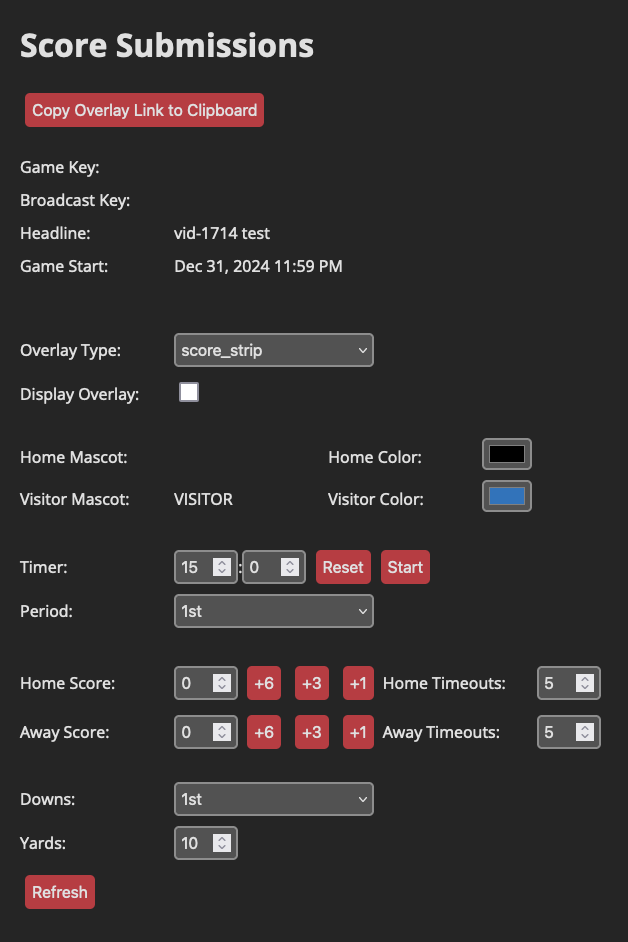 Score Submissions
Copy Overlay Link to Clipboard
Game Key:
Broadcast Key:
Headline: vid-1714 test
Game Start: Dec 31, 2024 11:59 PM
Overlay Type: score_strip
Display Overlay:
Home Mascot: Home Color:
Visitor Mascot: VISITOR Visitor Color:
Timer: 15 : 0 Reset Start
Period: 1st
Home Score: 0 +6 +3 +1 Home Timeouts: 5
Away Score: 0 +6 +3 +1 Away Timeouts: 5
Downs: 1st
Yards: 10
Refresh